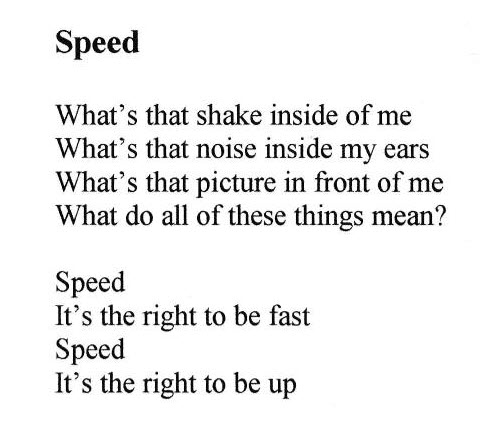 Speed
What's that shake inside of me
What's that noise inside my ears
What's that picture in front of me
What do all of these things mean?
Speed
It's the right to be fast
Speed
It's the right to be up